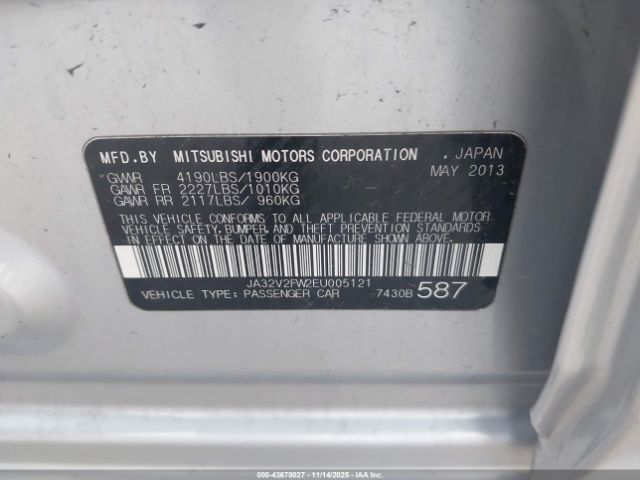 MFD.BY MITSUBISHI MOTORS CORPORATION , JAPAN
GVWR 4190LBS/1900KG MAY 2013
GAWR FR 2227LBS/1010KG
GAWR RR 2117LBS/ 960KG
THIS VEHICLE CONFORMS TO ALL APPLICABLE FEDERAL MOTOR
VEHICLE SAFETY, BUMPER, AND THEFT PREVENTION STANDARDS
IN EFFECT ON THE DATE OF MANUFACTURE SHOWN ABOVE.
JA32V2FW2EU005121
VEHICLE TYPE: PASSENGER CAR 7430B 587
000-43678027 - 11/14/2025 - IAAI.COM